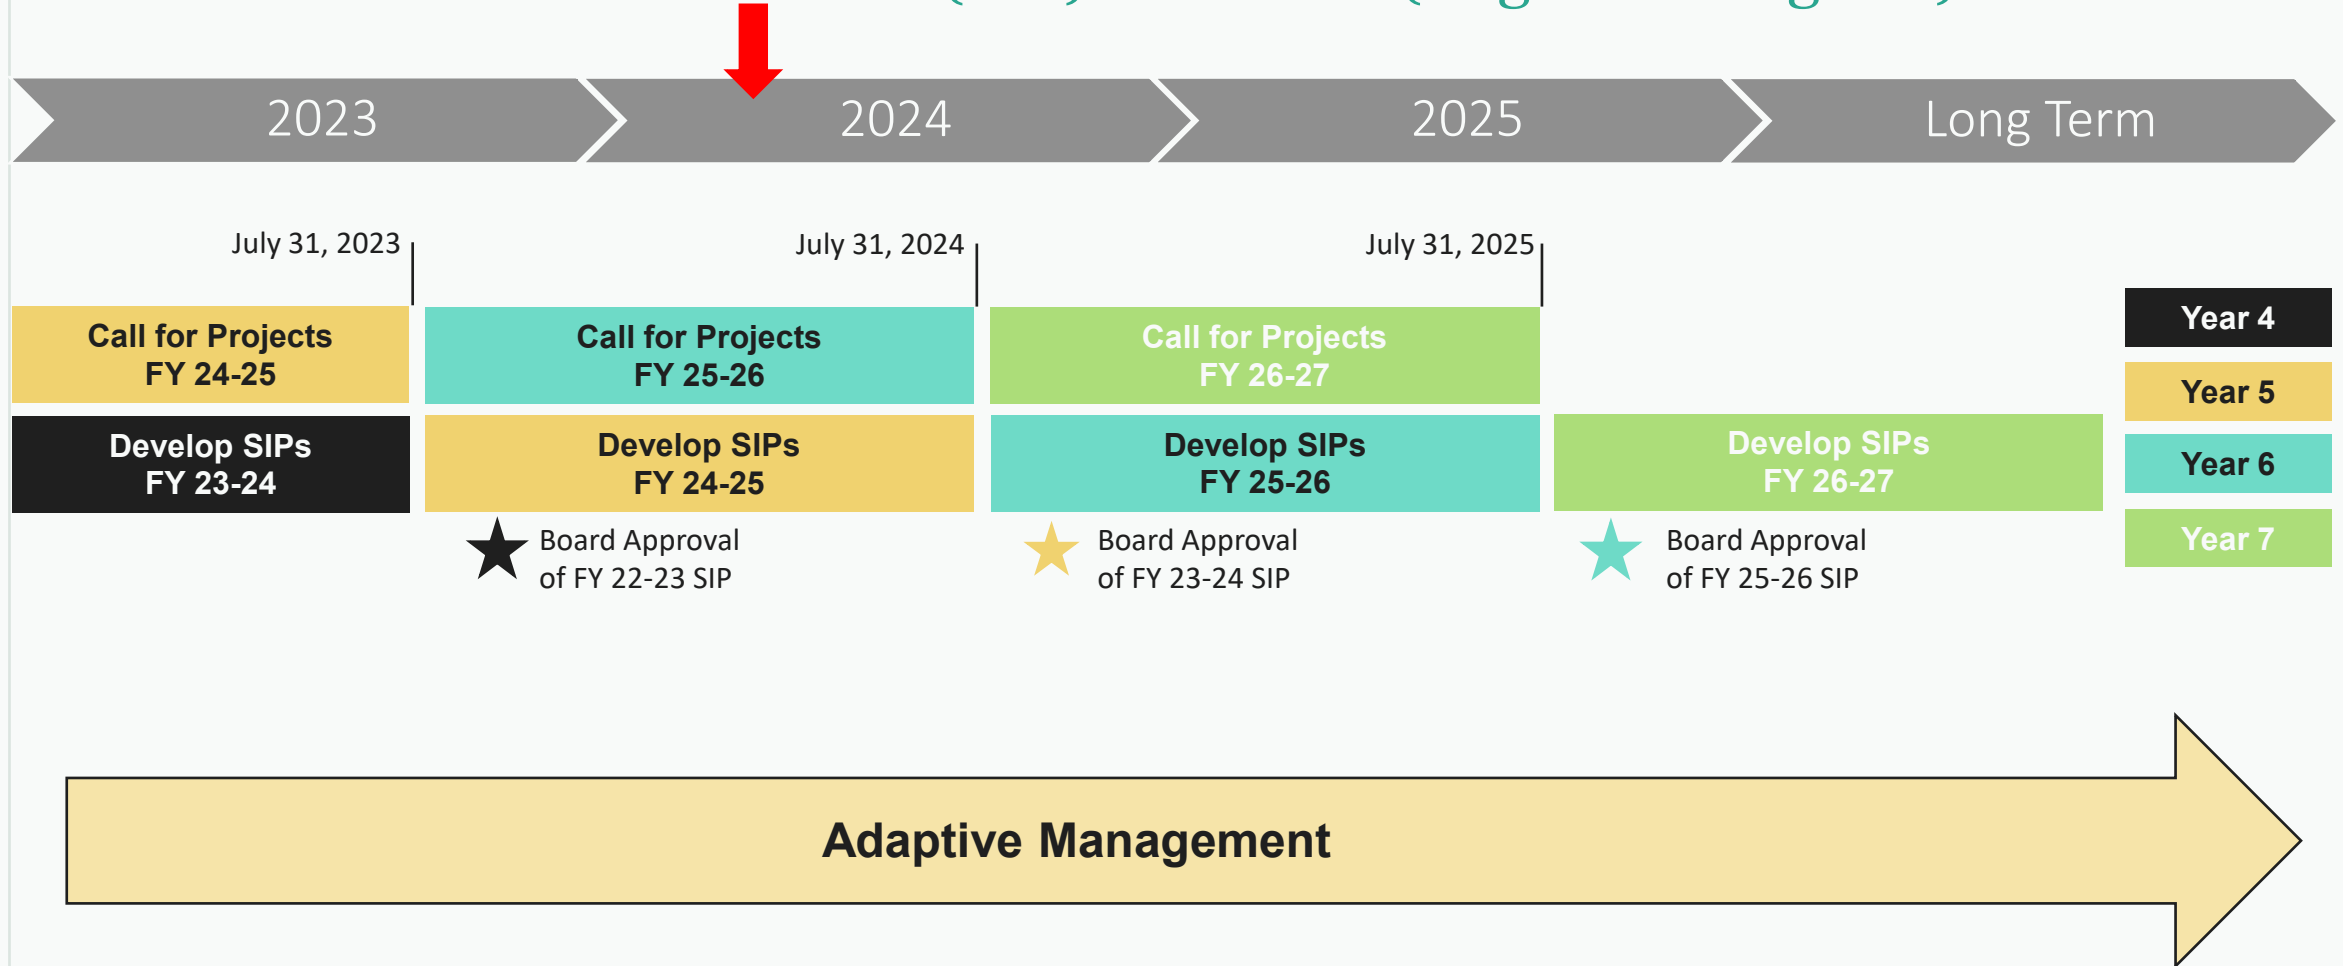 2023
2024
2025
Long Term
July 31, 2023
July 31, 2024
July 31, 2025
Call for Projects
FY 24-25
Call for Projects
FY 25-26
Call for Projects
FY 26-27
Develop SIPs
FY 23-24
Develop SIPs
FY 24-25
Develop SIPs
FY 25-26
Develop SIPs
FY 26-27
Year 4
Year 5
Year 6
Year 7
Board Approval
of FY 22-23 SIP
Board Approval
of FY 23-24 SIP
Board Approval
of FY 25-26 SIP
Adaptive Management